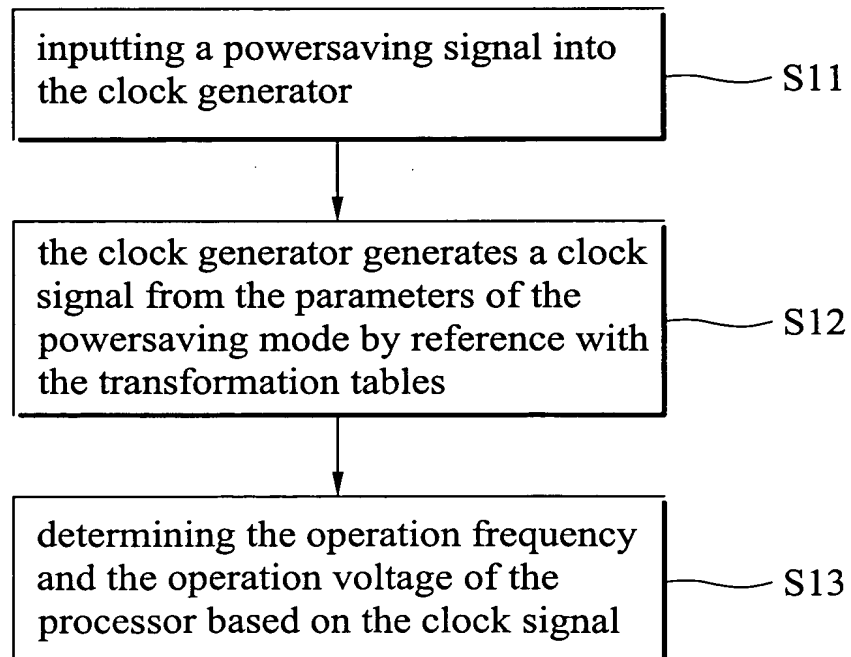 inputting a powersaving signal into
the clock generator
S11
the clock generator generates a clock
signal from the parameters of the
powersaving mode by reference with
the transformation tables
S12
determining the operation frequency
and the operation voltage of the
processor based on the clock signal
S13